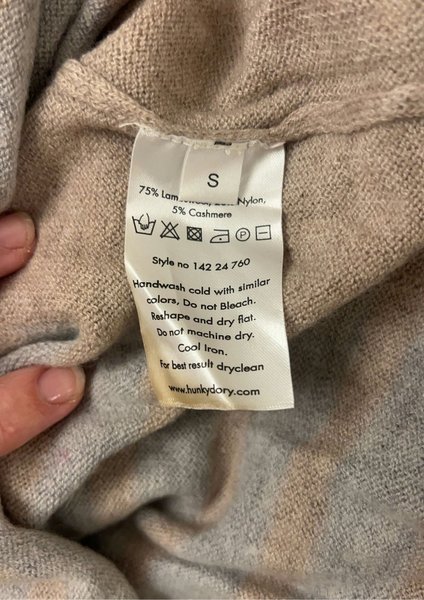 S
75% Nylon,
5% Cashmere
P
Style no 142 24 760
Handwash cold with similar
colors, Do not Bleach.
Reshape and dry flat.
Do not machine dry.
Cool Iron.
For best result dryclean
www.hunkydory.com